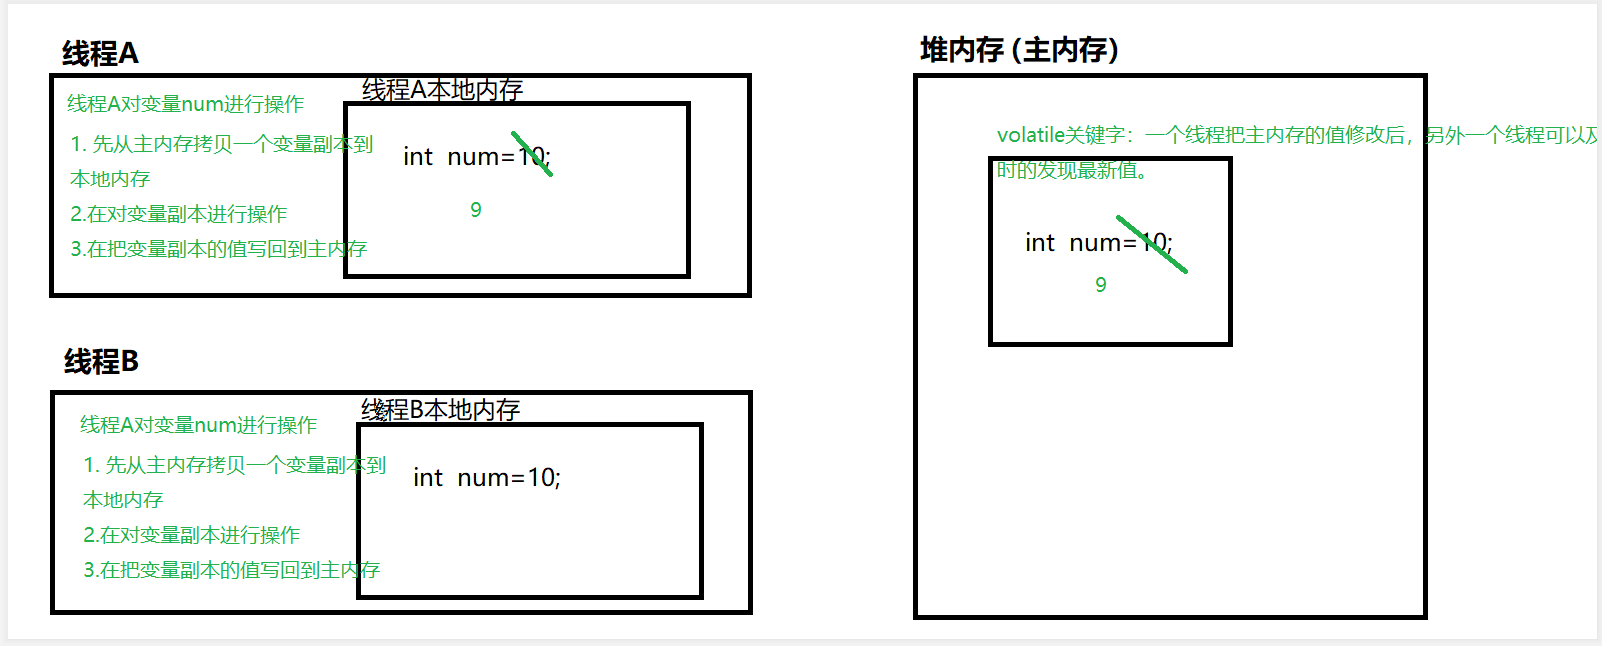 线程A
线程A本地内存
线程A对变量num进行操作
1. 先从主内存拷贝一个变量副本到
本地内存
2.在对变量副本进行操作
3.在把变量副本的值写回到主内存
int num=10;
9
线程B
线程B本地内存
线程A对变量num进行操作
1. 先从主内存拷贝一个变量副本到
本地内存
2.在对变量副本进行操作
3.在把变量副本的值写回到主内存
int num=10;
堆内存 (主内存)
volatile关键字：一个线程把主内存的值修改后，另外一个线程可以及
时的发现最新值。
int num=10;
9